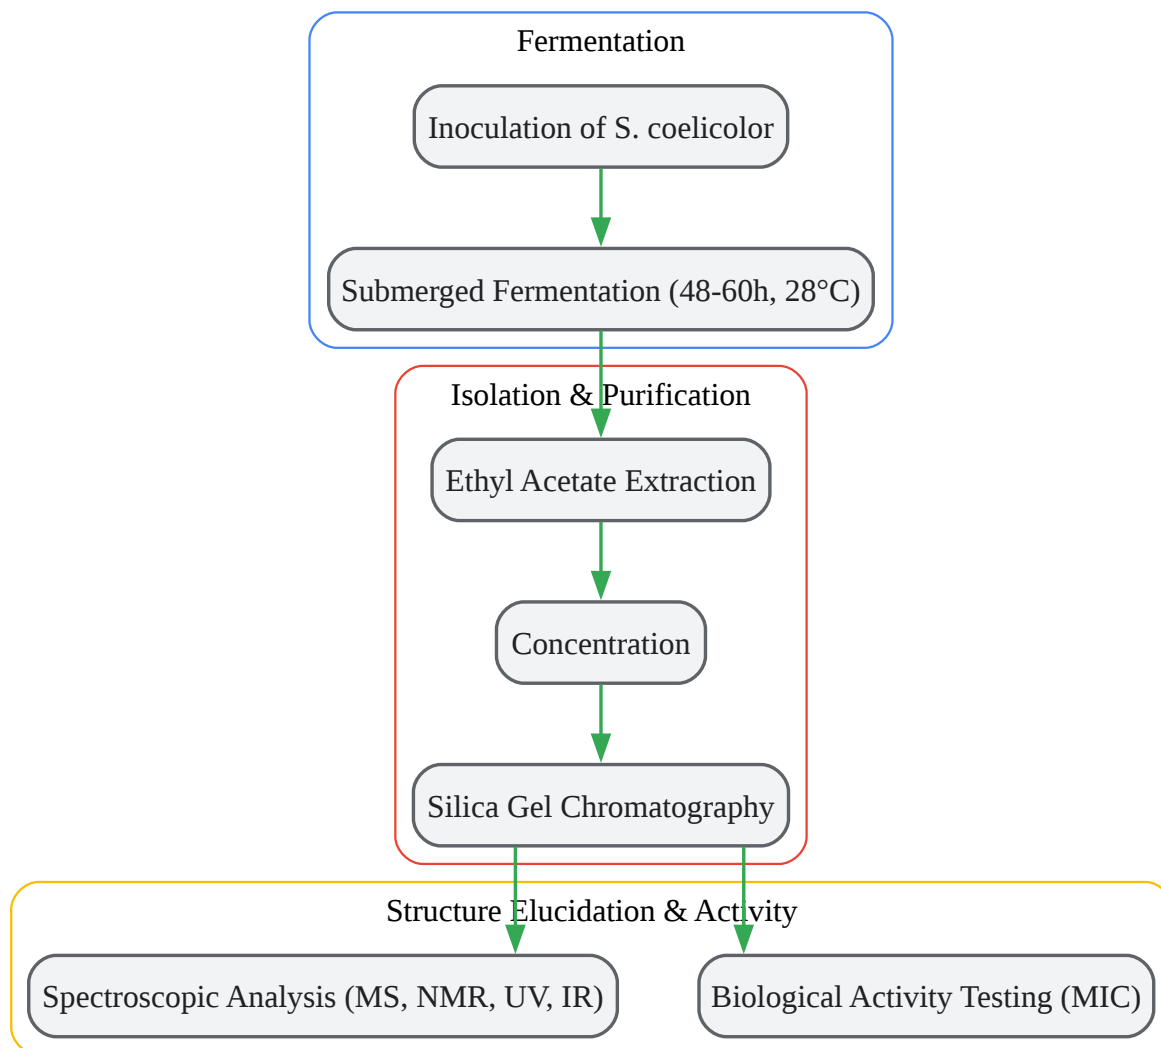 Fermentation
Inoculation of S. coelicolor
Submerged Fermentation (48-60h, 28°C)
Isolation & Purification
Ethyl Acetate Extraction
Concentration
Silica Gel Chromatography
Structure Elucidation & Activity
Spectroscopic Analysis (MS, NMR, UV, IR)
Biological Activity Testing (MIC)